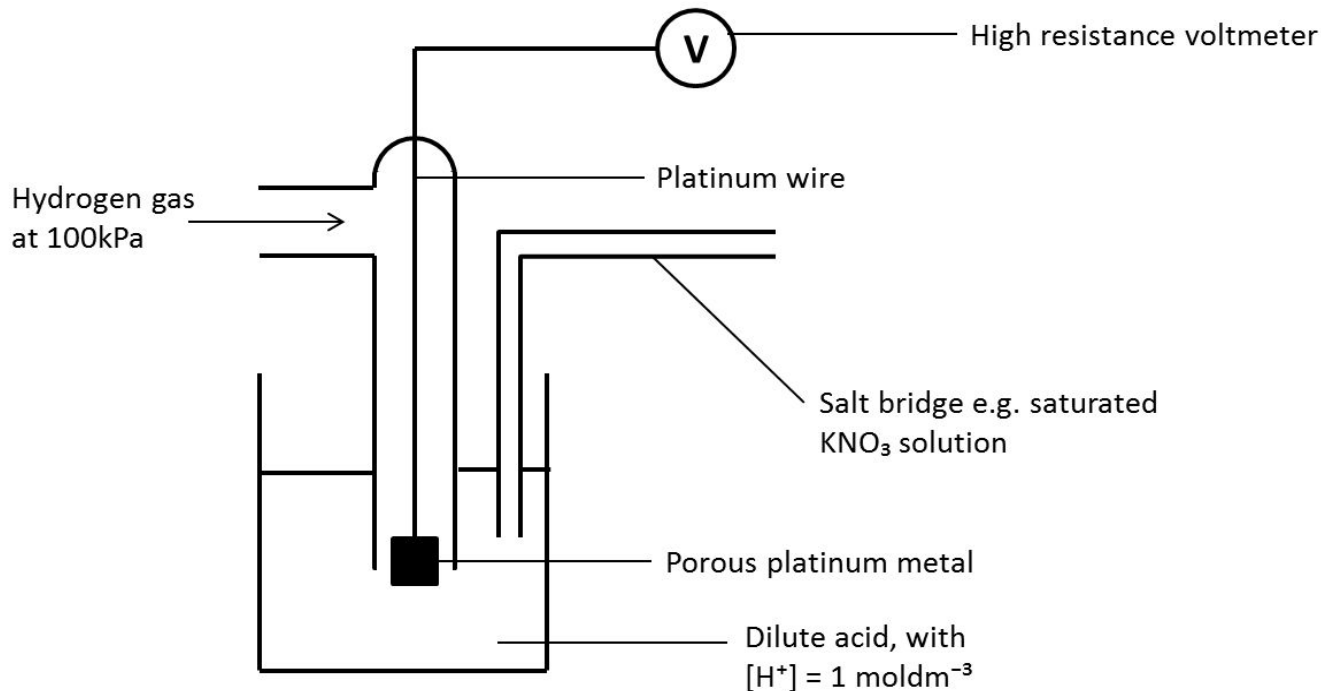 V
High resistance voltmeter
Platinum wire
Hydrogen gas
at 100kPa
Salt bridge e.g. saturated
KNO₃ solution
Porous platinum metal
Dilute acid, with
[H⁺] = 1 moldm⁻³